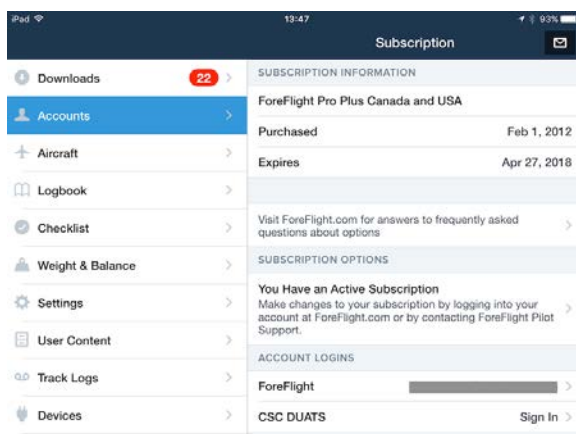 iPad 13:47 93%
Subscription
Downloads 22
Accounts
Aircraft
Logbook
Checklist
Weight & Balance
Settings
User Content
Track Logs
Devices
SUBSCRIPTION INFORMATION
ForeFlight Pro Plus Canada and USA
Purchased Feb 1, 2012
Expires Apr 27, 2018
Visit ForeFlight.com for answers to frequently asked
questions about options
SUBSCRIPTION OPTIONS
You Have an Active Subscription
Make changes to your subscription by logging into your
account at ForeFlight.com or by contacting ForeFlight Pilot
Support.
ACCOUNT LOGINS
ForeFlight
CSC DUATS Sign In